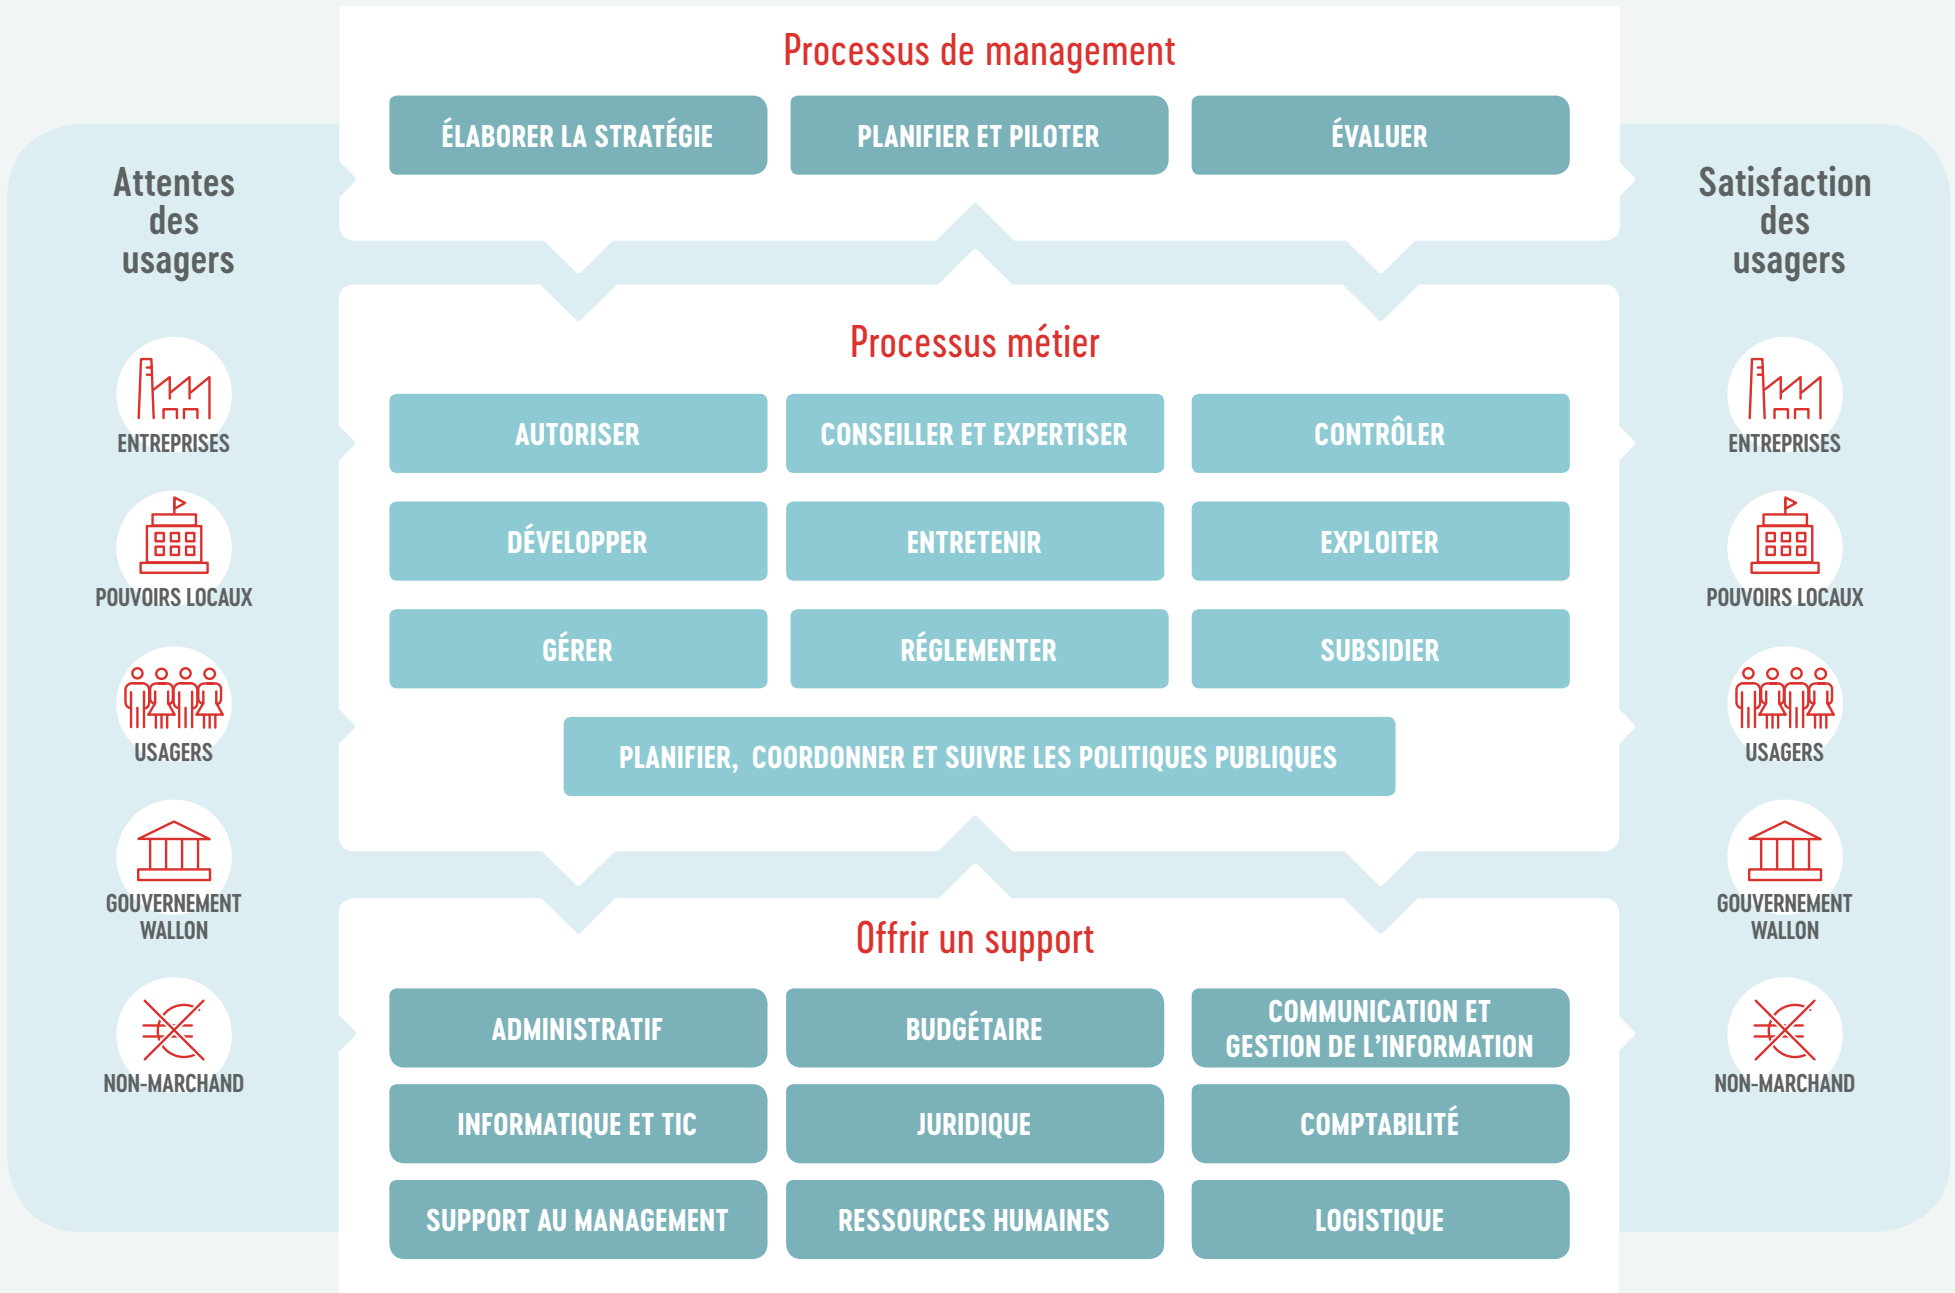 Processus de management
ÉLABORER LA STRATÉGIE
PLANIFIER ET PILOTER
ÉVALUER
Attentes
des
usagers
ENTREPRISES
POUVOIRS LOCAUX
USAGERS
GOUVERNEMENT
WALLON
NON-MARCHAND
Processus métier
AUTORISER
CONSEILLER ET EXPERTISER
CONTRÔLER
DÉVELOPPER
ENTRETENIR
EXPLOITER
GÉRER
RÉGLEMENTER
SUBSIDIER
PLANIFIER, COORDONNER ET SUIVRE LES POLITIQUES PUBLIQUES
Offrir un support
ADMINISTRATIF
BUDGÉTAIRE
COMMUNICATION ET
GESTION DE L’INFORMATION
INFORMATIQUE ET TIC
JURIDIQUE
COMPTABILITÉ
SUPPORT AU MANAGEMENT
RESSOURCES HUMAINES
LOGISTIQUE
Satisfaction
des
usagers
ENTREPRISES
POUVOIRS LOCAUX
USAGERS
GOUVERNEMENT
WALLON
NON-MARCHAND